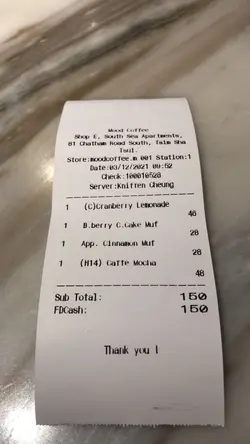 Mood Coffee
Shop E, South Sea Apartments,
81 Chatham Road South, Tsim Sha
Tsui.
Store:moodcoffee.m 001 Station:1
Date:03/12/2021 09:52
Check:100010528
Server:Kniffen Cheung
1 (C)Cranberry Lemonade
46
1 B.berry C.Cake Muf
28
1 App. Cinnamon Muf
28
1 (H14) Caffe Mocha
48
Sub Total: 150
FDCash: 150
Thank you !